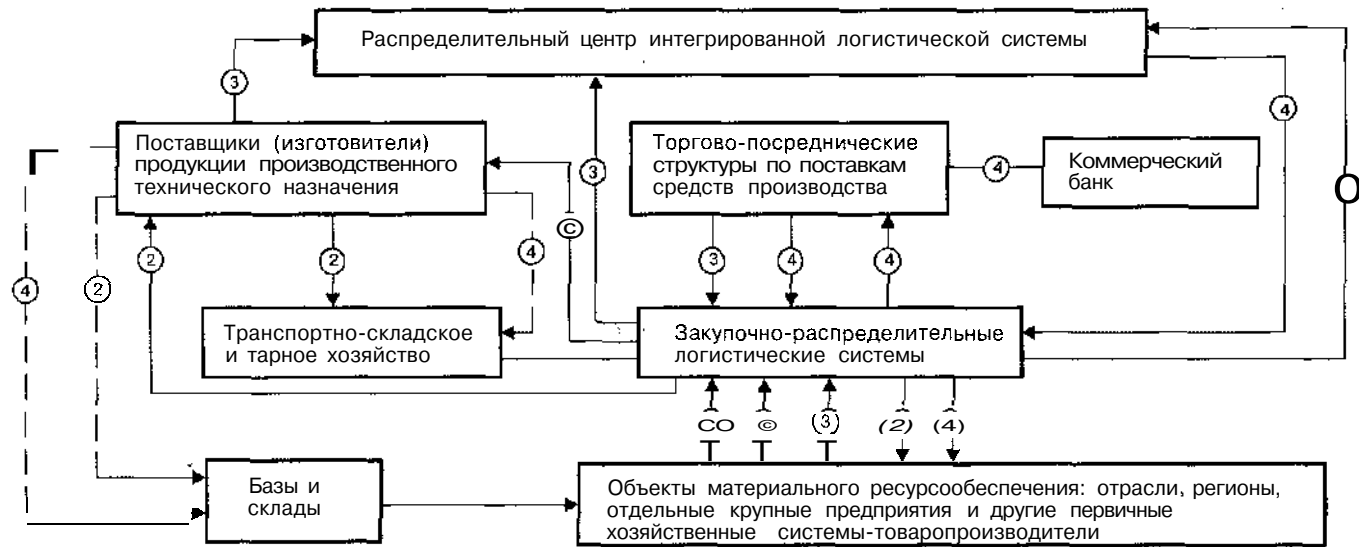 Распределительный центр интегрированной логистической системы
3
4
Поставщики (изготовители)
продукции производственного
технического назначения
3
Торгово-посреднические
структуры по поставкам
средств производства
4
Коммерческий
банк
О
©
4
2
2
2
4
3
4
4
Транспортно-складское
и тарное хозяйство
Закупочно-распределительные
логистические системы
СО
©
(3)
(2)
(4)
Базы и
склады
Объекты материального ресурсообеспечения: отрасли, регионы,
отдельные крупные предприятия и другие первичные
хозяйственные системы-товаропроизводители